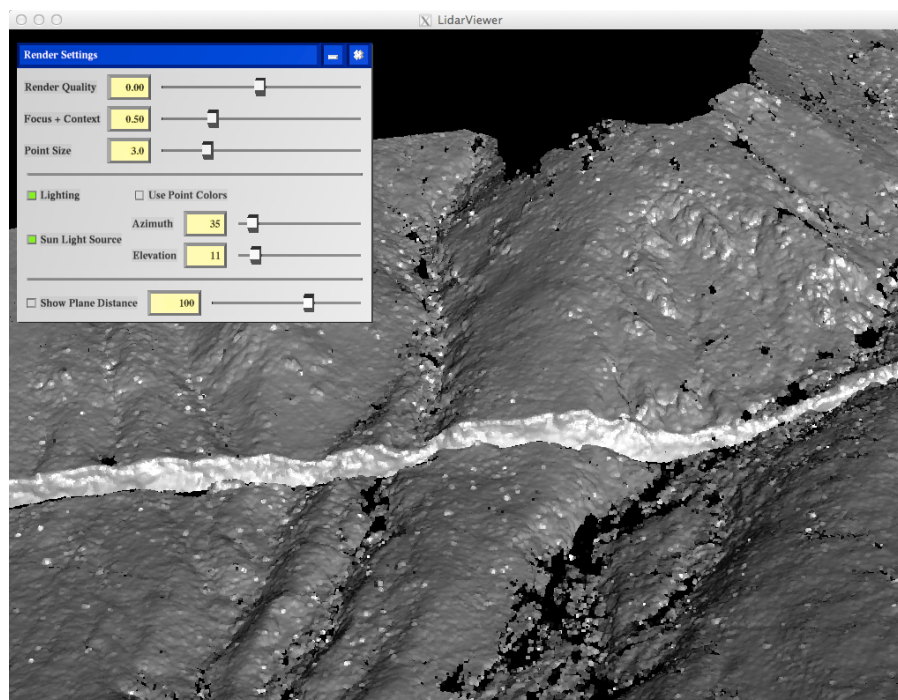 LidarViewer
Render Settings
Render Quality 0.00
Focus + Context 0.50
Point Size 3.0
Lighting Use Point Colors
Azimuth 35
Sun Light Source
Elevation 11
Show Plane Distance 100